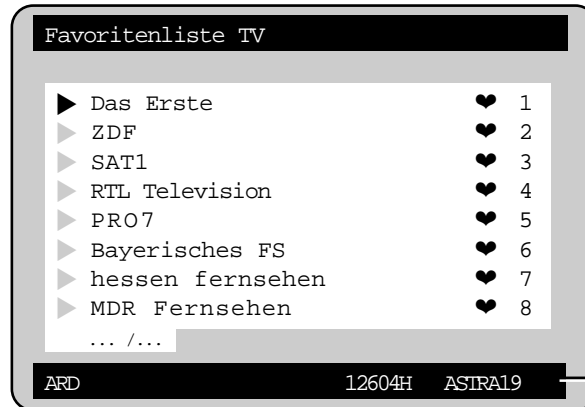 Favoritenliste TV
Das Erste ❤ 1
ZDF ❤ 2
SAT1 ❤ 3
RTL Television ❤ 4
PRO7 ❤ 5
Bayerisches FS ❤ 6
hessen fernsehen ❤ 7
MDR Fernsehen ❤ 8
... /...
ARD 12604H ASTRA19